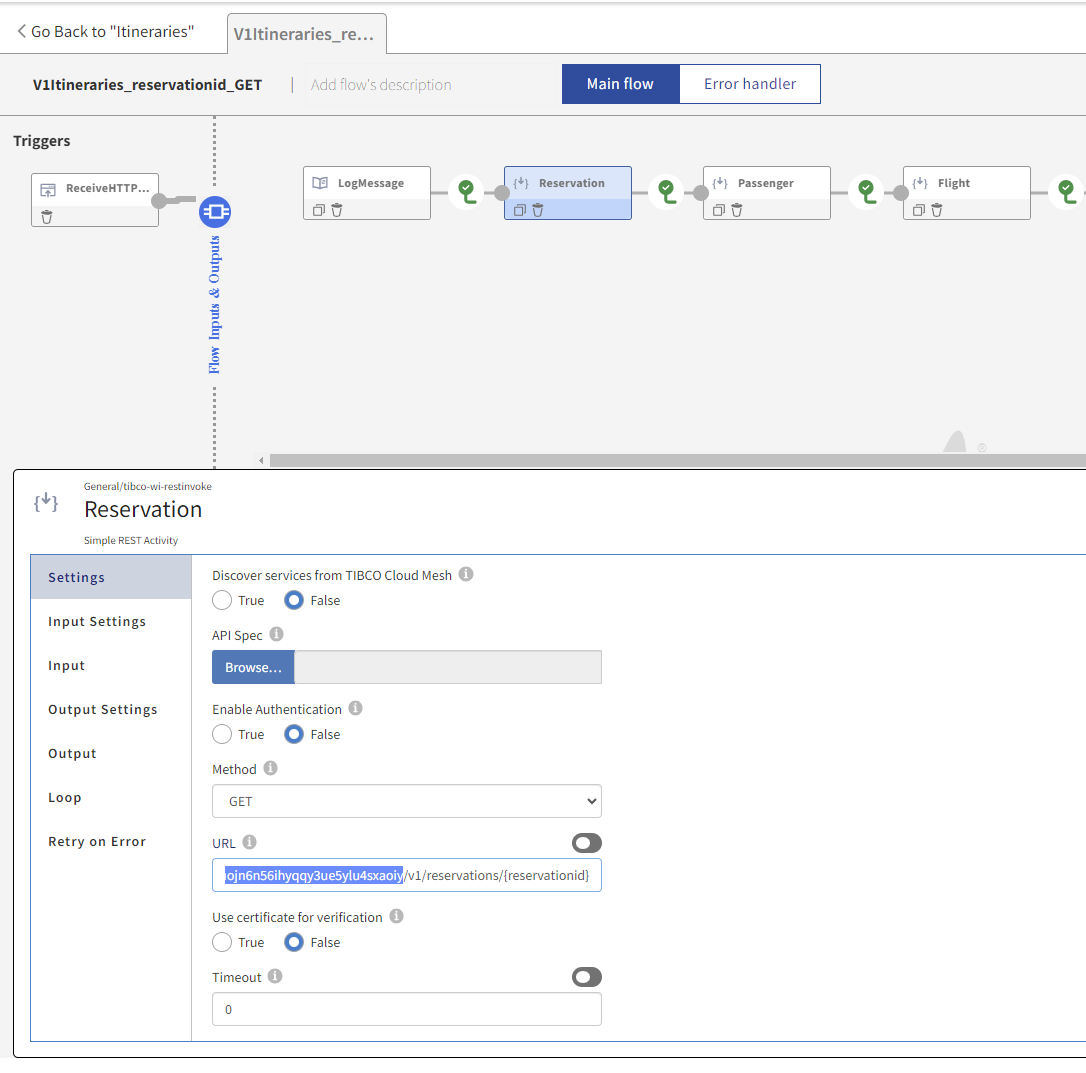 Go Back to "Itineraries"
V1Itineraries_re...
V1Itineraries_reservationid_GET | Add flow's description Main flow Error handler
Triggers
ReceiveHTTP...
LogMessage
Reservation
Passenger
Flight
Flow Inputs & Outputs
®
General/tibco-wi-restinvoke
Reservation
Simple REST Activity
Settings
Input Settings
Input
Output Settings
Output
Loop
Retry on Error
Discover services from TIBCO Cloud Mesh
True False
API Spec
Browse...
Enable Authentication
True False
Method
GET
URL
ojn6n56ihyqqy3ue5ylu4sxaoiy/v1/reservations/{reservationid}
Use certificate for verification
True False
Timeout
0